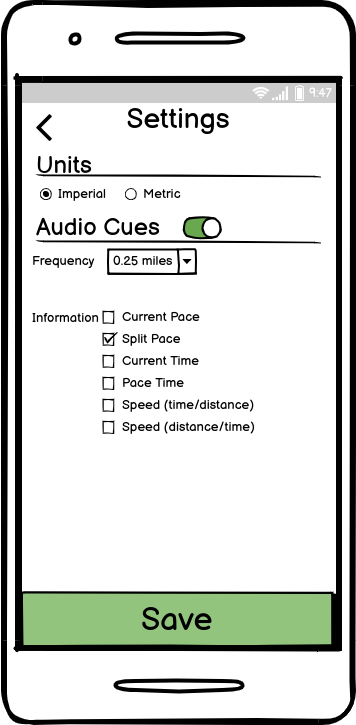 9:47
Settings
Units
Imperial Metric
Audio Cues
Frequency 0.25 miles
Information Current Pace
Split Pace
Current Time
Pace Time
Speed (time/distance)
Speed (distance/time)
Save